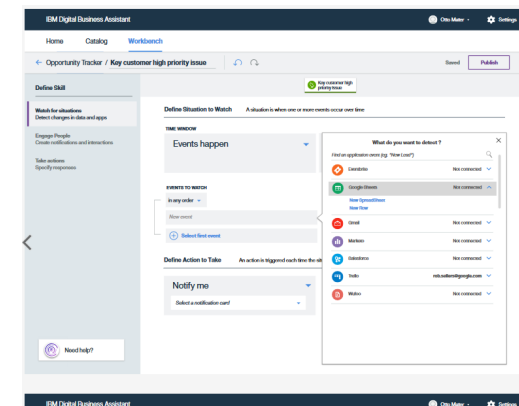 IBM Digital Business Assistant
Otto Mater
Settings
Home Catalog Workbench
Opportunity Tracker / Key customer high priority issue
Saved
Publish
Key customer high
priority issue
Define Skill
Watch for situations
Detect changes in data and apps
Engage People
Create notifications and interactions
Take actions
Specify responses
Need help?
Define Situation to Watch A situation is when one or more events occur over time
TIME WINDOW
Events happen
EVENTS TO WATCH
in any order
New event
Select first event
Define Action to Take An action is triggered each time the sit
Notify me
Select a notification card
What do you want to detect ?
Find an application event (eg. "New Lead")
Eventbrite Not connected
Google Sheets Not connected
New SpreadSheet
New Row
Gmail Not connected
Marketo Not connected
Salesforce Not connected
Trello rob.sellers@google.com
Wufoo Not connected
IBM Digital Business Assistant
Otto Mater
Settings